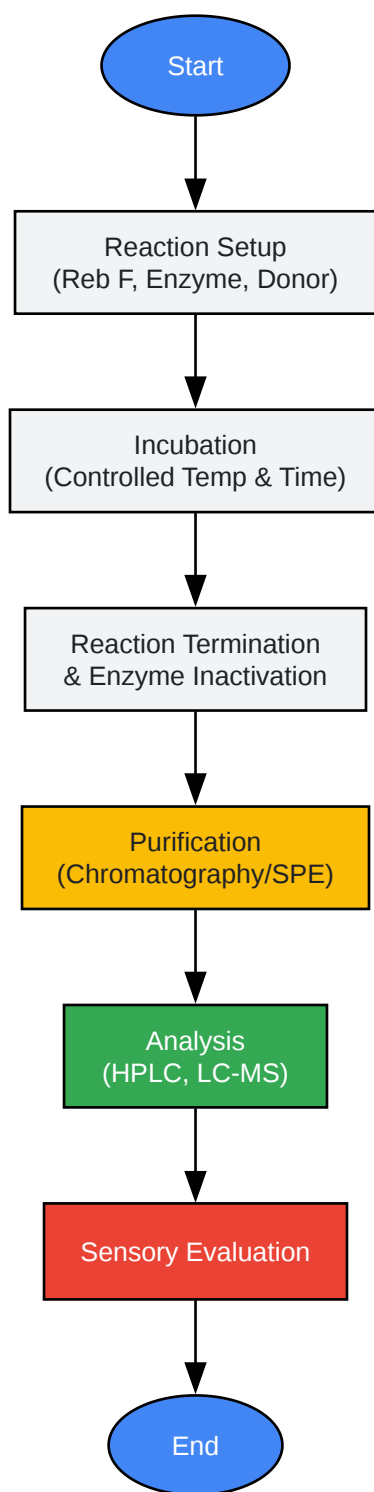 Start
Reaction Setup
(Reb F, Enzyme, Donor)
Incubation
(Controlled Temp & Time)
Reaction Termination
& Enzyme Inactivation
Purification
(Chromatography/SPE)
Analysis
(HPLC, LC-MS)
Sensory Evaluation
End